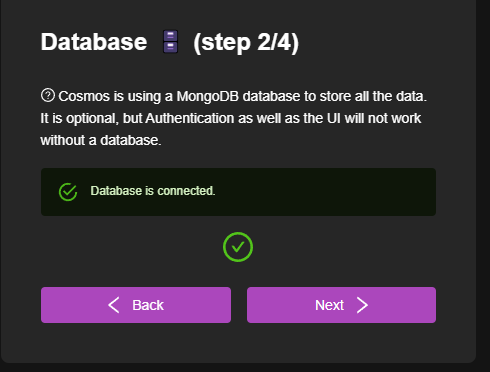 Database 🗄 (step 2/4)
Cosmos is using a MongoDB database to store all the data.
It is optional, but Authentication as well as the UI will not work
without a database.
Database is connected.
Back
Next